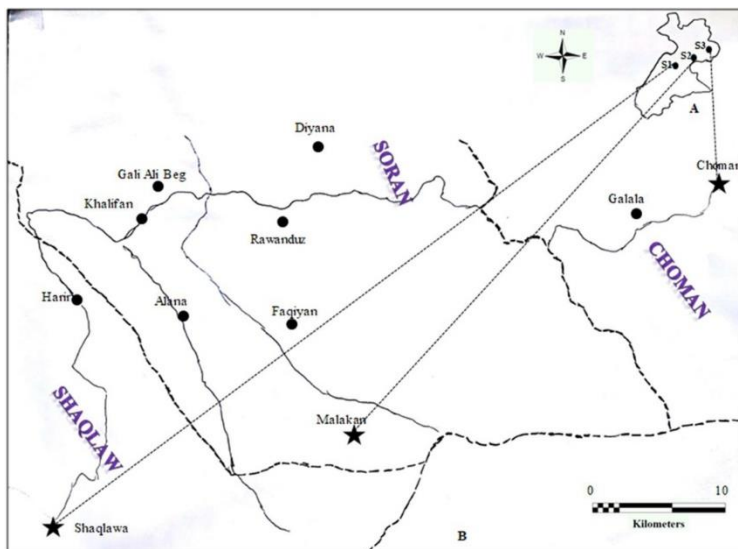 N
W E
S
S3
S2
S1
A
Diyana
SORAN
Choman
Gali Ali Beg
Khalifan
Galala
Rawanduz
CHOMAN
Harir
Alana
Faqiyan
SHAQLAW
Malakan
0 10
Kilometers
Shaqlawa
B